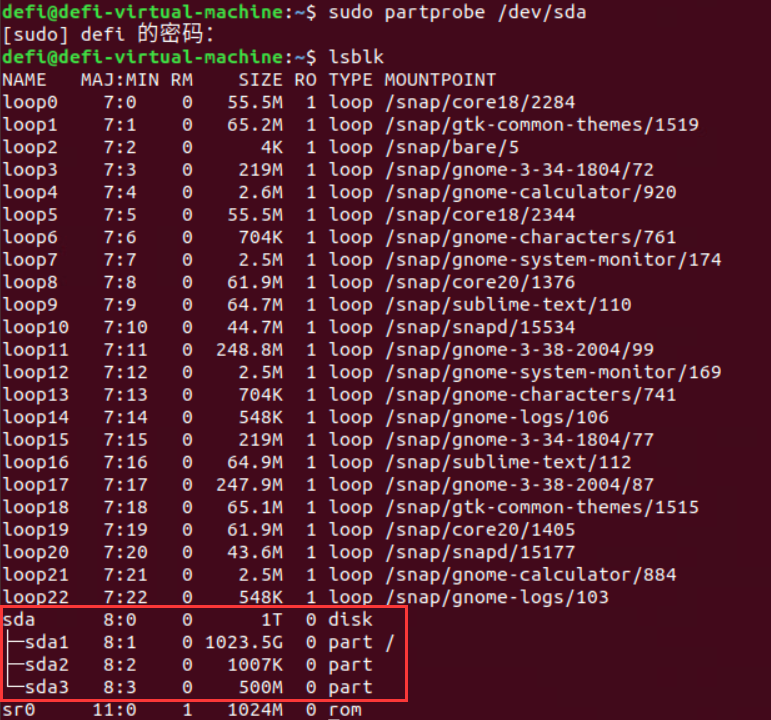 defi@defi-virtual-machine:~$ sudo partprobe /dev/sda
[sudo] defi 的密码：
defi@defi-virtual-machine:~$ lsblk
NAME   MAJ:MIN RM   SIZE RO TYPE MOUNTPOINT
loop0    7:0    0  55.5M  1 loop /snap/core18/2284
loop1    7:1    0  65.2M  1 loop /snap/gtk-common-themes/1519
loop2    7:2    0     4K  1 loop /snap/bare/5
loop3    7:3    0   219M  1 loop /snap/gnome-3-34-1804/72
loop4    7:4    0   2.6M  1 loop /snap/gnome-calculator/920
loop5    7:5    0  55.5M  1 loop /snap/core18/2344
loop6    7:6    0   704K  1 loop /snap/gnome-characters/761
loop7    7:7    0   2.5M  1 loop /snap/gnome-system-monitor/174
loop8    7:8    0  61.9M  1 loop /snap/core20/1376
loop9    7:9    0  64.7M  1 loop /snap/sublime-text/110
loop10   7:10   0  44.7M  1 loop /snap/snapd/15534
loop11   7:11   0 248.8M  1 loop /snap/gnome-3-38-2004/99
loop12   7:12   0   2.5M  1 loop /snap/gnome-system-monitor/169
loop13   7:13   0   704K  1 loop /snap/gnome-characters/741
loop14   7:14   0   548K  1 loop /snap/gnome-logs/106
loop15   7:15   0   219M  1 loop /snap/gnome-3-34-1804/77
loop16   7:16   0  64.9M  1 loop /snap/sublime-text/112
loop17   7:17   0 247.9M  1 loop /snap/gnome-3-38-2004/87
loop18   7:18   0  65.1M  1 loop /snap/gtk-common-themes/1515
loop19   7:19   0  61.9M  1 loop /snap/core20/1405
loop20   7:20   0  43.6M  1 loop /snap/snapd/15177
loop21   7:21   0   2.5M  1 loop /snap/gnome-calculator/884
loop22   7:22   0   548K  1 loop /snap/gnome-logs/103
sda      8:0    0     1T  0 disk
├─sda1   8:1    0 1023.5G  0 part /
├─sda2   8:2    0  1007K  0 part
└─sda3   8:3    0   500M  0 part
sr0     11:0    1  1024M  0 rom